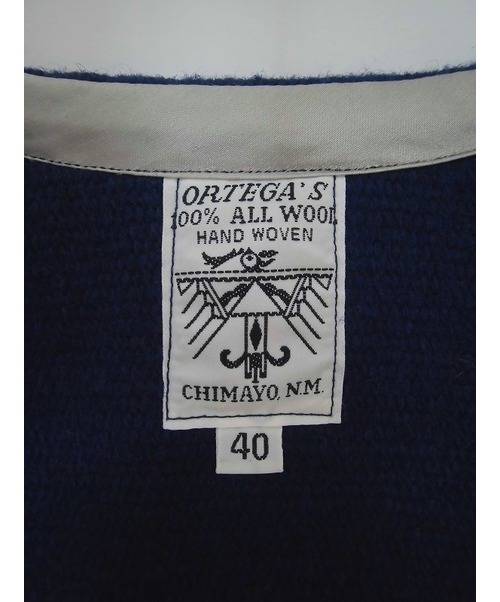 ORTEGA'S
100% ALL WOOL
HAND WOVEN
CHIMAYO, N.M.
40